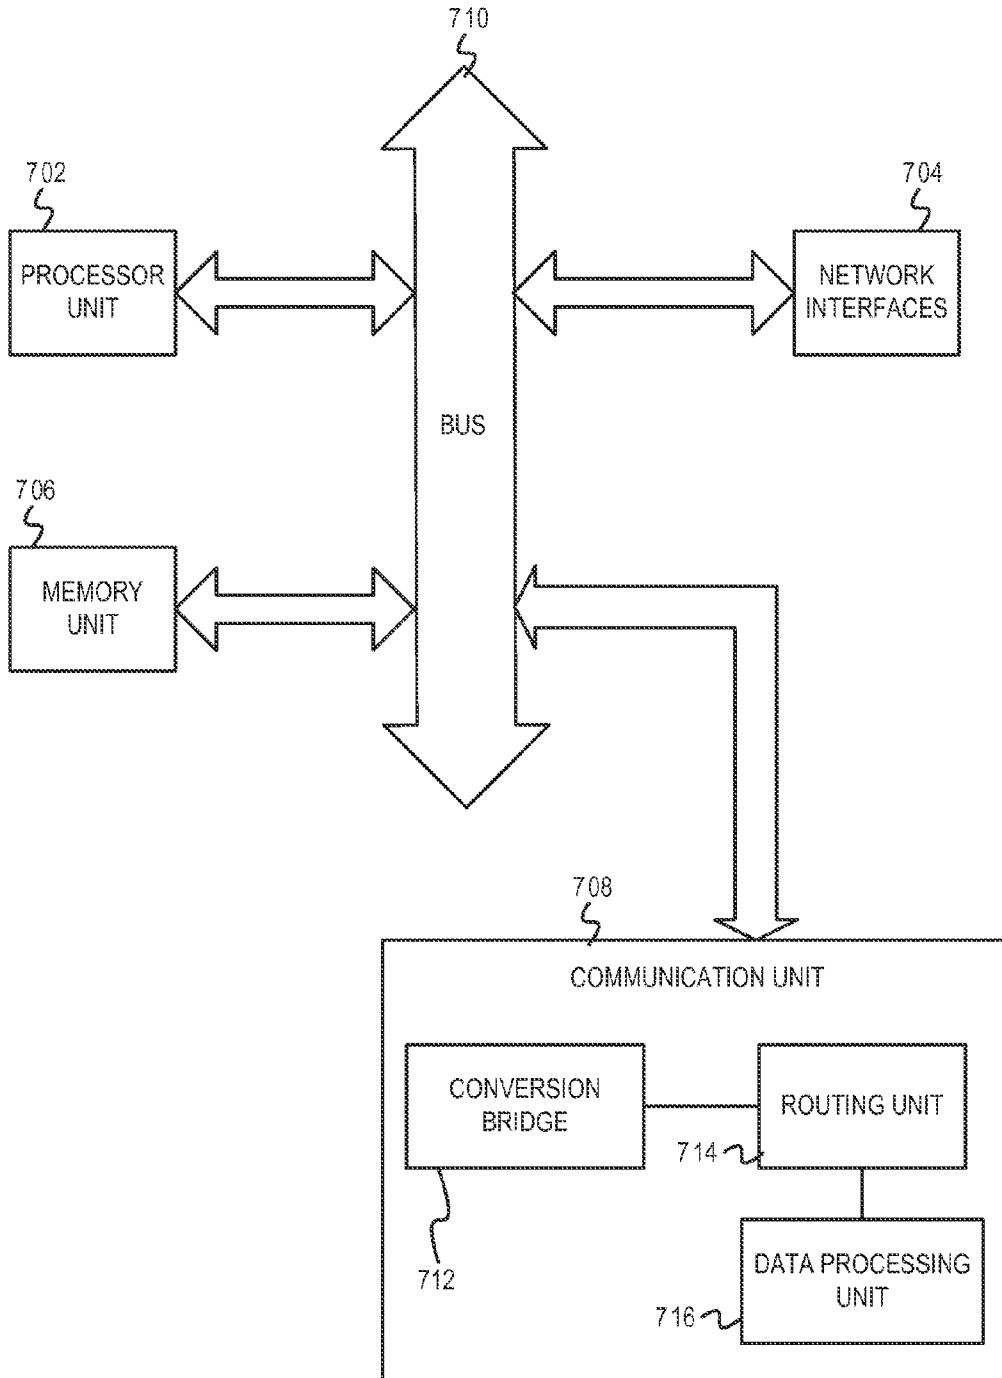 710
702
704
PROCESSOR
UNIT
NETWORK
INTERFACES
BUS
706
MEMORY
UNIT
708
COMMUNICATION UNIT
CONVERSION
BRIDGE
ROUTING UNIT
714
712
DATA PROCESSING
UNIT
716